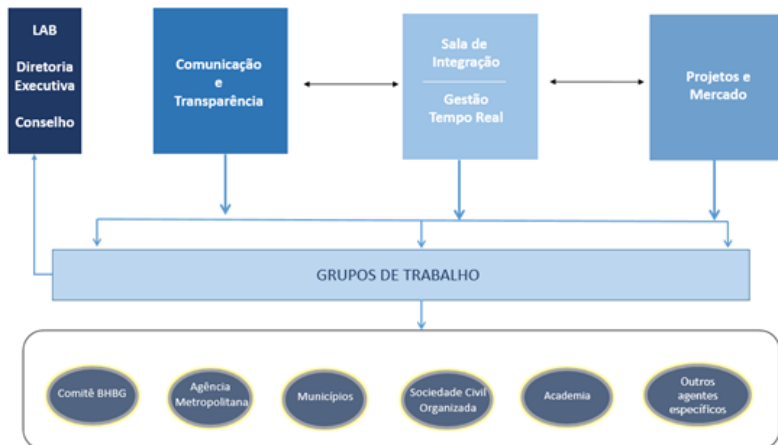 LAB
Diretoria
Executiva
Conselho
Comunicação
e
Transparência
Sala de
Integração
Gestão
Tempo Real
Projetos e
Mercado
GRUPOS DE TRABALHO
Comitê BHBG
Agência
Metropolitana
Municípios
Sociedade Civil
Organizada
Academia
Outros
agentes
específicos